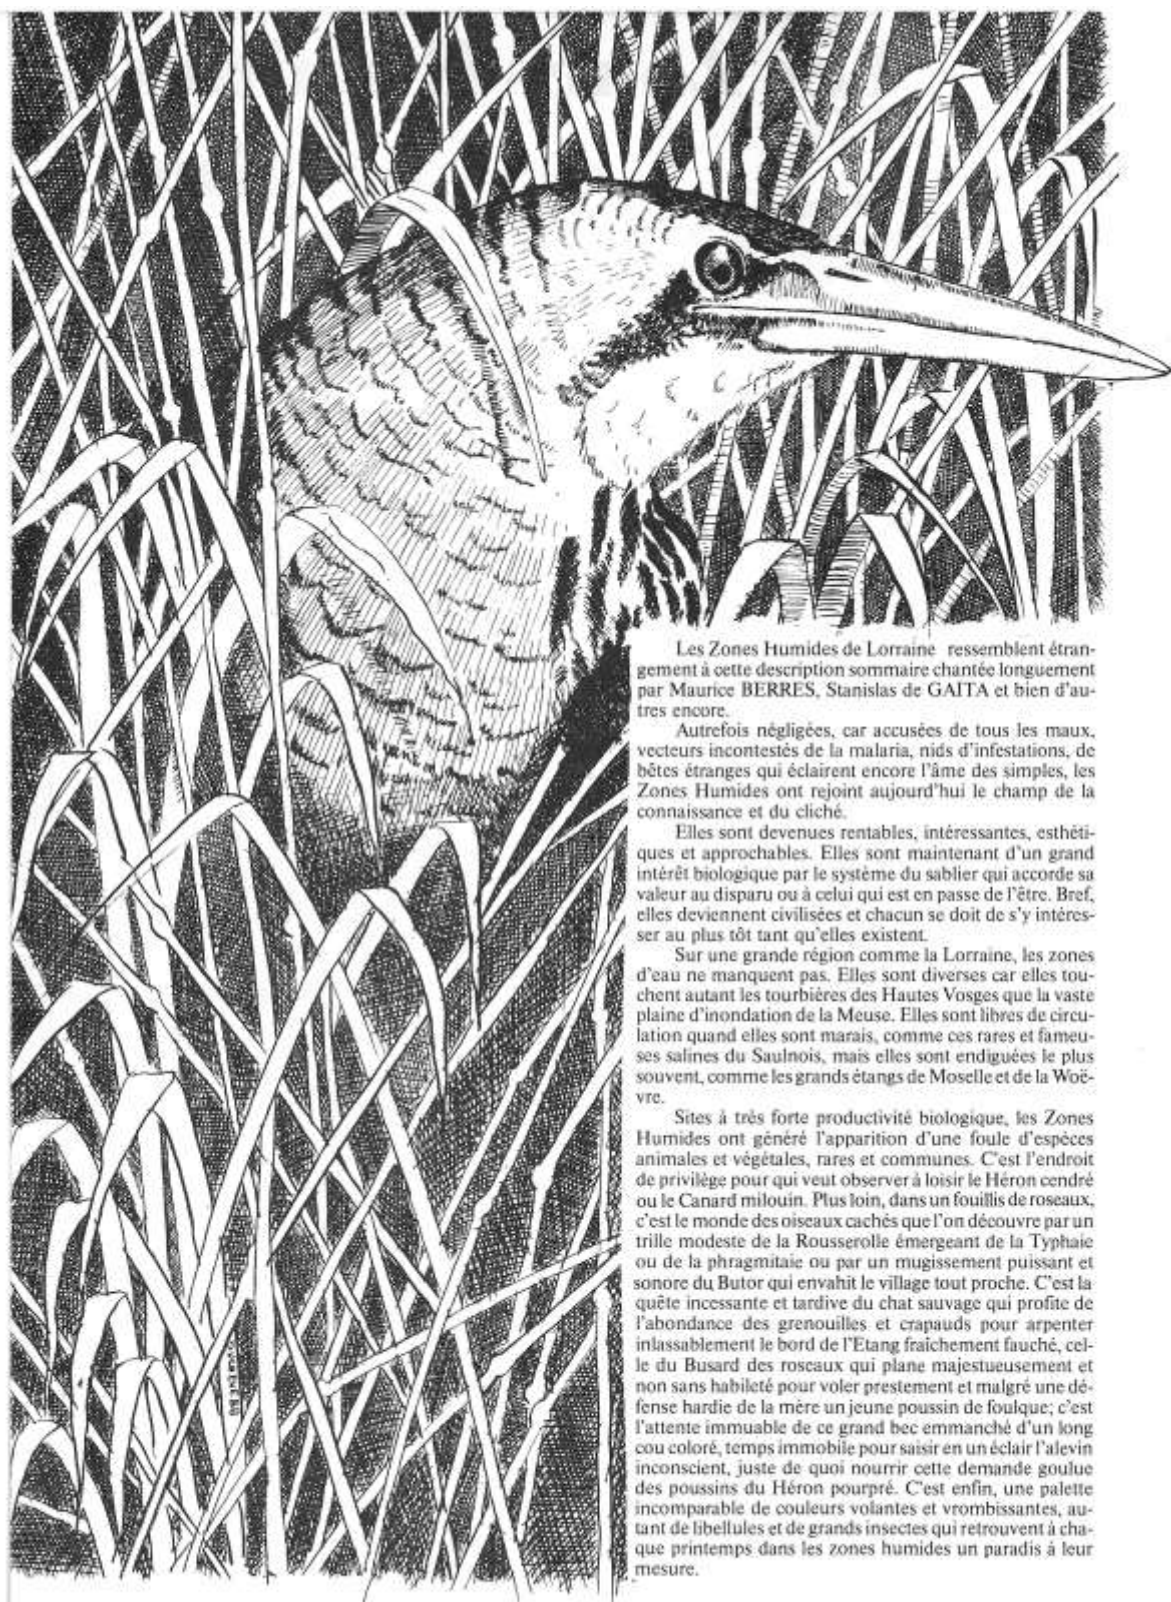 Les Zones Humides de Lorraine ressemblent étran-
gement à cette description sommaire chantée longuement
par Maurice BERRES, Stanislas de GAITA et bien d'au-
tres encore.
Autrefois négligées, car accusées de tous les maux,
vecteurs incontestés de la malaria, nids d'infestations, de
bêtes étranges qui éclairent encore l'âme des simples, les
Zones Humides ont rejoint aujourd'hui le champ de la
connaissance et du cliché.
Elles sont devenues rentables, intéressantes, esthéti-
ques et approchables. Elles sont maintenant d'un grand
intérêt biologique par le système du sablier qui accorde sa
valeur au disparu ou à celui qui est en passe de l'être. Bref,
elles deviennent civilisées et chacun se doit de s'y intéres-
ser au plus tôt tant qu'elles existent.
Sur une grande région comme la Lorraine, les zones
d'eau ne manquent pas. Elles sont diverses car elles tou-
chent autant les tourbières des Hautes Vosges que la vaste
plaine d'inondation de la Meuse. Elles sont libres de circu-
lation quand elles sont marais, comme ces rares et fameu-
ses salines du Saulnois, mais elles sont endiguées le plus
souvent, comme les grands étangs de Moselle et de la Woë-
vre.
Sites à très forte productivité biologique, les Zones
Humides ont généré l'apparition d'une foule d'espèces
animales et végétales, rares et communes. C'est l'endroit
de privilège pour qui veut observer à loisir le Héron cendré
ou le Canard milouin. Plus loin, dans un fouillis de roseaux,
c'est le monde des oiseaux cachés que l'on découvre par un
trille modeste de la Rousserolle émergeant de la Typhaie
ou de la phragmitaie ou par un mugissement puissant et
sonore du Butor qui envahit le village tout proche. C'est la
quête incessante et tardive du chat sauvage qui profite de
l'abondance des grenouilles et crapauds pour arpenter
inlassablement le bord de l'Etang fraîchement fauché, cel-
le du Busard des roseaux qui plane majestueusement et
non sans habileté pour voler prestement et malgré une dé-
fense hardie de la mère un jeune poussin de foulque; c'est
l'attente immuable de ce grand bec emmanché d'un long
cou coloré, temps immobile pour saisir en un éclair l'alevin
inconscient, juste de quoi nourrir cette demande goulue
des poussins du Héron pourpré. C'est enfin, une palette
incomparable de couleurs volantes et vrombissantes, au-
tant de libellules et de grands insectes qui retrouvent à cha-
que printemps dans les zones humides un paradis à leur
mesure.